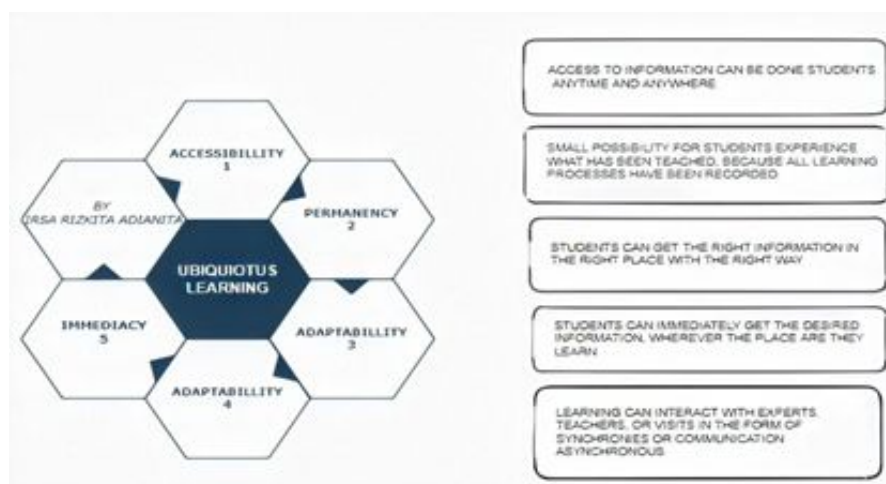 ACCESSIBILLITY
1
PERMANENCY
2
ADAPTABILLITY
3
ADAPTABILLITY
4
IMMEDIACY
5
BY
IRSA RIZKITA ADIANITA
UBIQUIOTUS
LEARNING
ACCESS TO INFORMATION CAN BE DONE STUDENTS
ANYTIME AND ANYWHERE
SMALL POSSIBILITY FOR STUDENTS EXPERIENCE
WHAT HAS BEEN TEACHED, BECAUSE ALL LEARNING
PROCESSES HAVE BEEN RECORDED
STUDENTS CAN GET THE RIGHT INFORMATION IN
THE RIGHT PLACE WITH THE RIGHT WAY
STUDENTS CAN IMMEDIATELY GET THE DESIRED
INFORMATION, WHEREVER THE PLACE ARE THEY
LEARN
LEARNING CAN INTERACT WITH EXPERTS,
TEACHERS, OR VISITS IN THE FORM OF
SYNCHRONIES OR COMMUNICATION
ASYNCHRONOUS